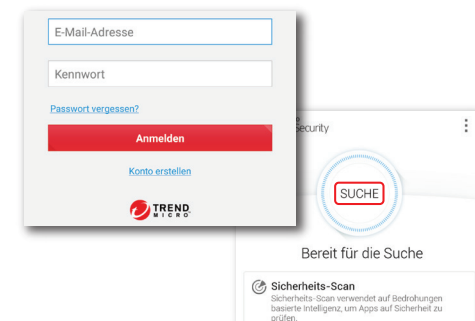 E-Mail-Adresse
Kennwort
Passwort vergessen?
Anmelden
Konto erstellen
TREND
MICRO
Security
SUCHE
Bereit für die Suche
Sicherheits-Scan
Sicherheits-Scan verwendet auf Bedrohungen
basierte Intelligenz, um Apps auf Sicherheit zu
prüfen.